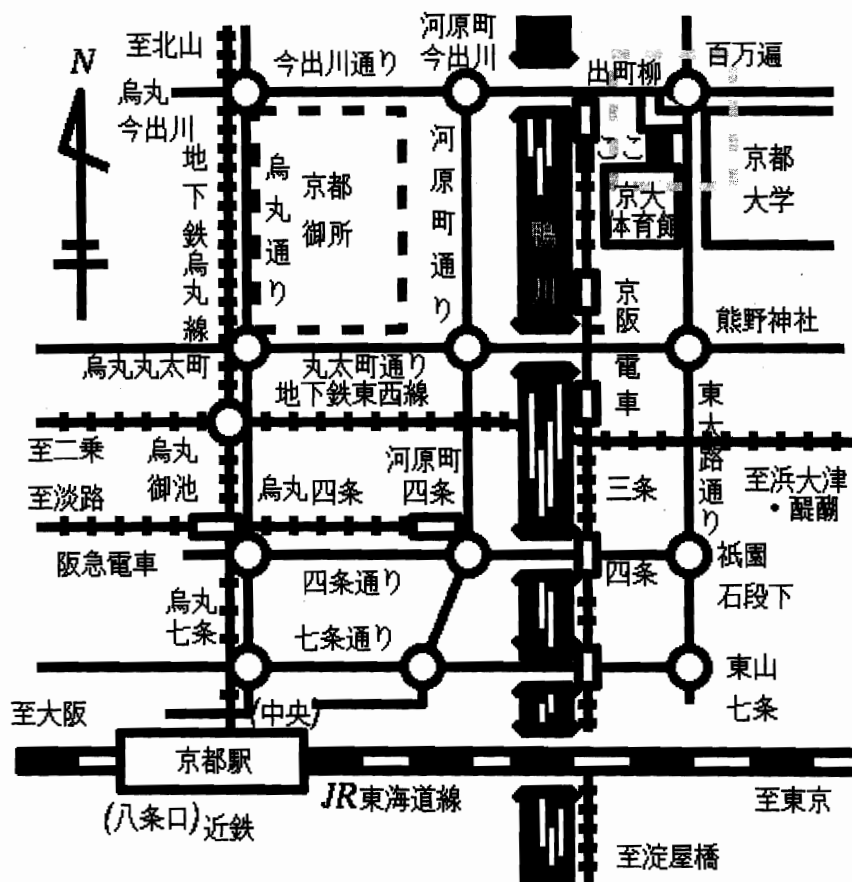 至北山
河原町
今出川
百万遍
N
今出川通り
出町柳
烏丸
今出川
地下鉄烏丸線
烏丸通り
京都
御所
河原町通り
ここ
京都
大学
京大
体育館
鴨川
京阪電車
熊野神社
烏丸丸太町
丸太町通り
地下鉄東西線
東大路通り
至二乗
烏丸
御池
河原町
四条
至淡路
烏丸四条
三条
至浜大津
・醍醐
阪急電車
四条通り
四条
祇園
石段下
烏丸
七条
七条通り
東山
七条
至大阪
(中央)
京都駅
JR東海道線
至東京
(八条口)近鉄
至淀屋橋